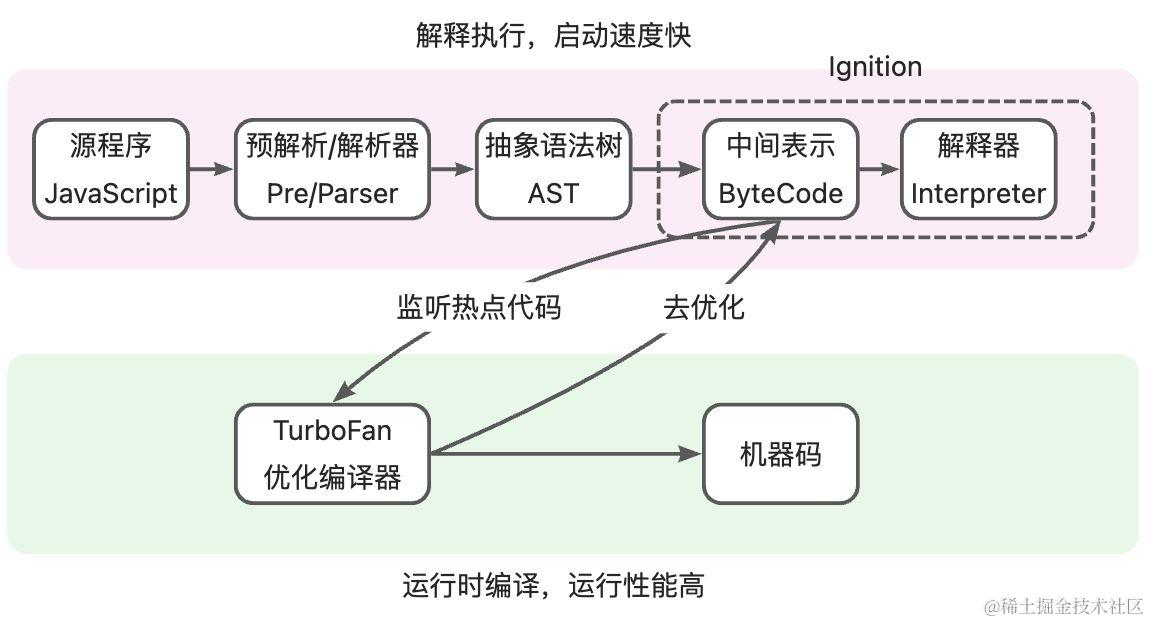 解释执行，启动速度快
Ignition
源程序
JavaScript
预解析/解析器
Pre/Parser
抽象语法树
AST
中间表示
ByteCode
解释器
Interpreter
监听热点代码
去优化
TurboFan
优化编译器
机器码
运行时编译，运行性能高
@稀土掘金技术社区